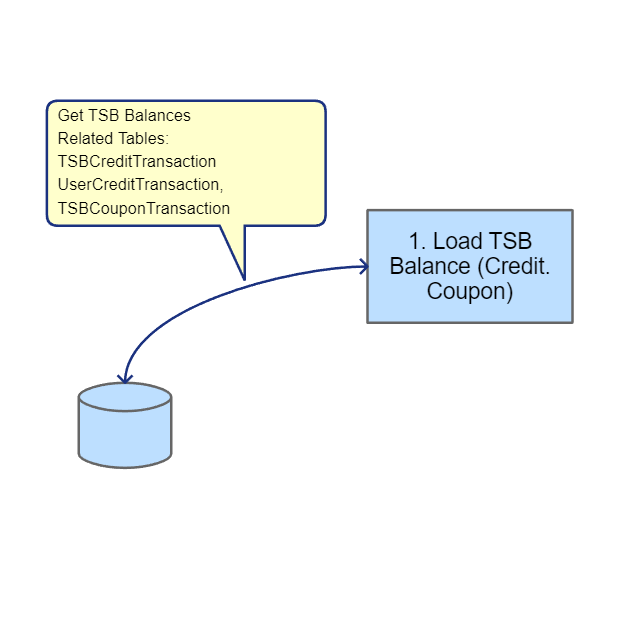 Get TSB Balances
Related Tables:
TSBCreditTransaction
UserCreditTransaction,
TSBCouponTransaction
1. Load TSB
Balance (Credit.
Coupon)